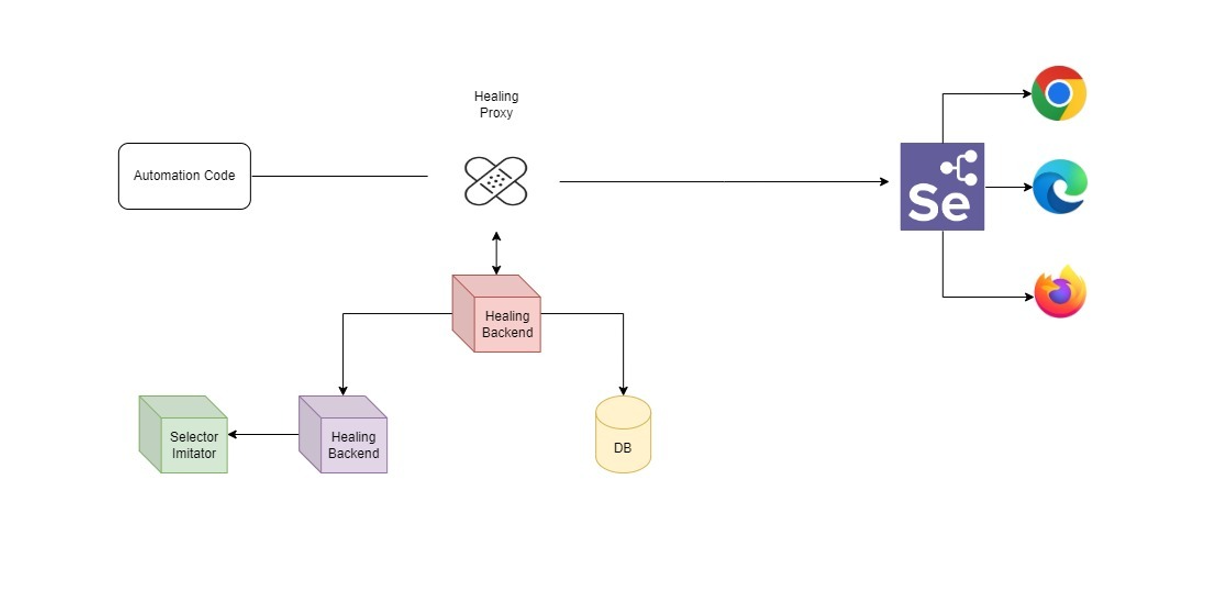 Healing
Proxy
Automation Code
Se
Healing
Backend
Selector
Imitator
Healing
Backend
DB